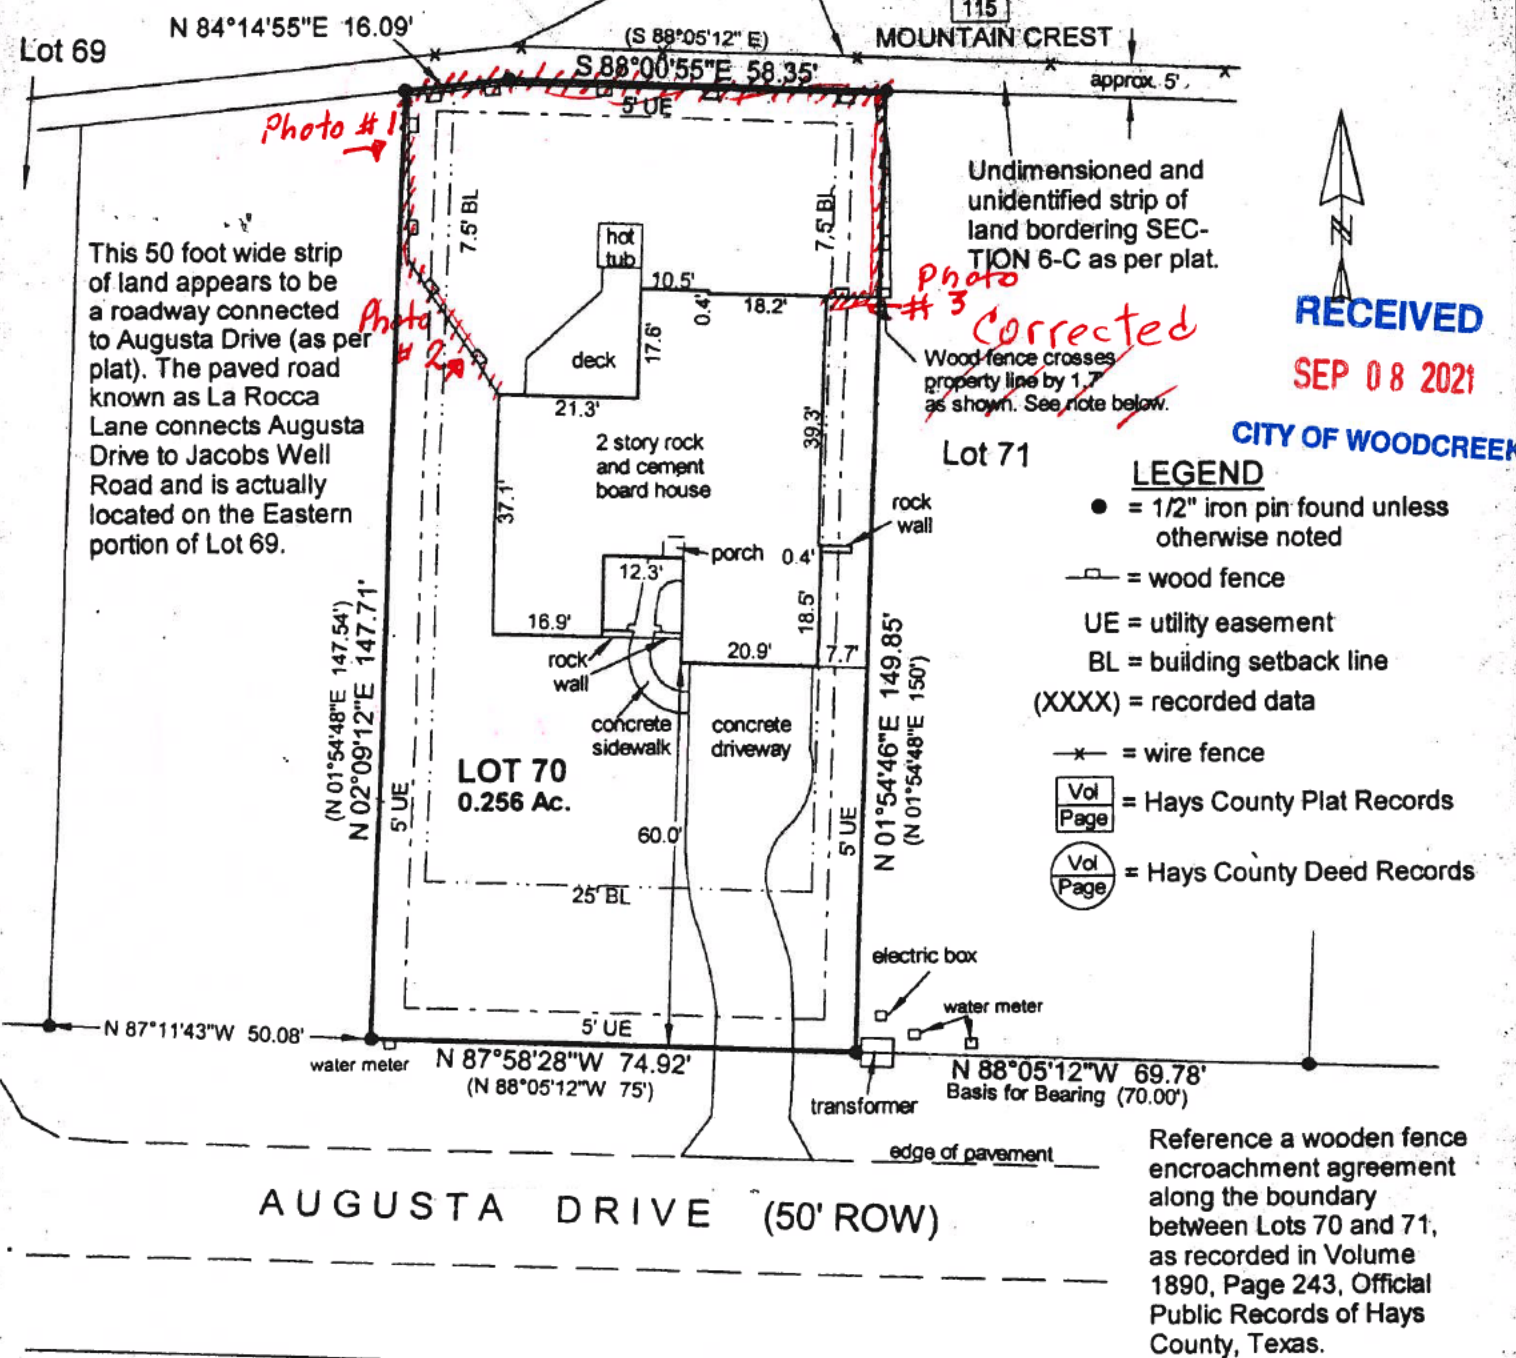 115
MOUNTAIN CREST
N 84°14'55"E 16.09'
Lot 69
(S 88°05'12" E)
S 88°00'55"E 58.35'
approx. 5'
5' UE
Photo #1
7.5' BL
7.5' BL
Undimensioned and
unidentified strip of
land bordering SEC-
TION 6-C as per plat.
N
This 50 foot wide strip
of land appears to be
a roadway connected
to Augusta Drive (as per
plat). The paved road
known as La Rocca
Lane connects Augusta
Drive to Jacobs Well
Road and is actually
located on the Eastern
portion of Lot 69.
hot
tub
10.5'
0.4'
18.2'
17.6'
deck
21.3'
Photo
# 2
Photo
# 3
Corrected
Wood fence crosses
property line by 1.7'
as shown. See note below.
RECEIVED
SEP 08 2021
CITY OF WOODCREEK
39.3'
2 story rock
and cement
board house
37.1'
Lot 71
rock
wall
LEGEND
= 1/2" iron pin found unless
otherwise noted
= wood fence
UE = utility easement
BL = building setback line
(XXXX) = recorded data
= wire fence
Vol
Page
= Hays County Plat Records
Vol
Page
= Hays County Deed Records
porch
0.4'
12.3'
16.9'
18.5'
20.9'
7.7'
rock
wall
concrete
sidewalk
concrete
driveway
(N 01°54'48"E 147.54')
N 02°09'12"E 147.71'
N 01°54'46"E 149.85'
(N 01°54'48"E 150')
LOT 70
0.256 Ac.
5' UE
60.0'
5' UE
25' BL
electric box
water meter
N 87°11'43"W 50.08'
5' UE
water meter
N 87°58'28"W 74.92'
(N 88°05'12"W 75')
transformer
N 88°05'12"W 69.78'
Basis for Bearing (70.00')
edge of pavement
AUGUSTA DRIVE (50' ROW)
Reference a wooden fence
encroachment agreement
along the boundary
between Lots 70 and 71,
as recorded in Volume
1890, Page 243, Official
Public Records of Hays
County, Texas.